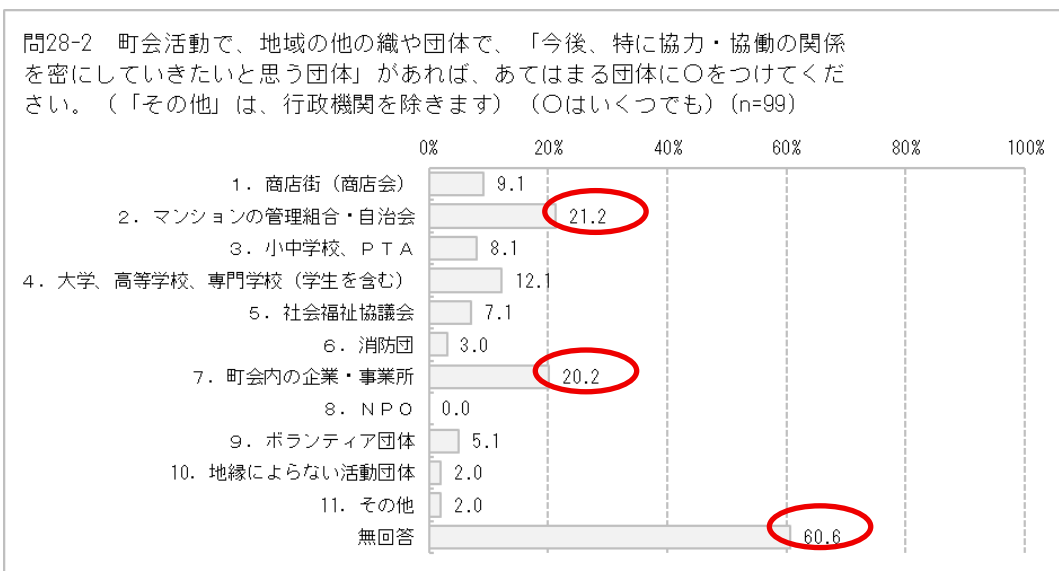 問28-2　町会活動で、地域の他の織や団体で、「今後、特に協力・協働の関係
を密にしていきたいと思う団体」があれば、あてはまる団体に〇をつけてくだ
さい。（「その他」は、行政機関を除きます）（〇はいくつでも）(n=99)
0% 20% 40% 60% 80% 100%
1．商店街（商店会） 9.1
2．マンションの管理組合・自治会 21.2
3．小中学校、ＰＴＡ 8.1
4．大学、高等学校、専門学校（学生を含む） 12.1
5．社会福祉協議会 7.1
6．消防団 3.0
7．町会内の企業・事業所 20.2
8．ＮＰＯ 0.0
9．ボランティア団体 5.1
10．地縁によらない活動団体 2.0
11．その他 2.0
無回答 60.6